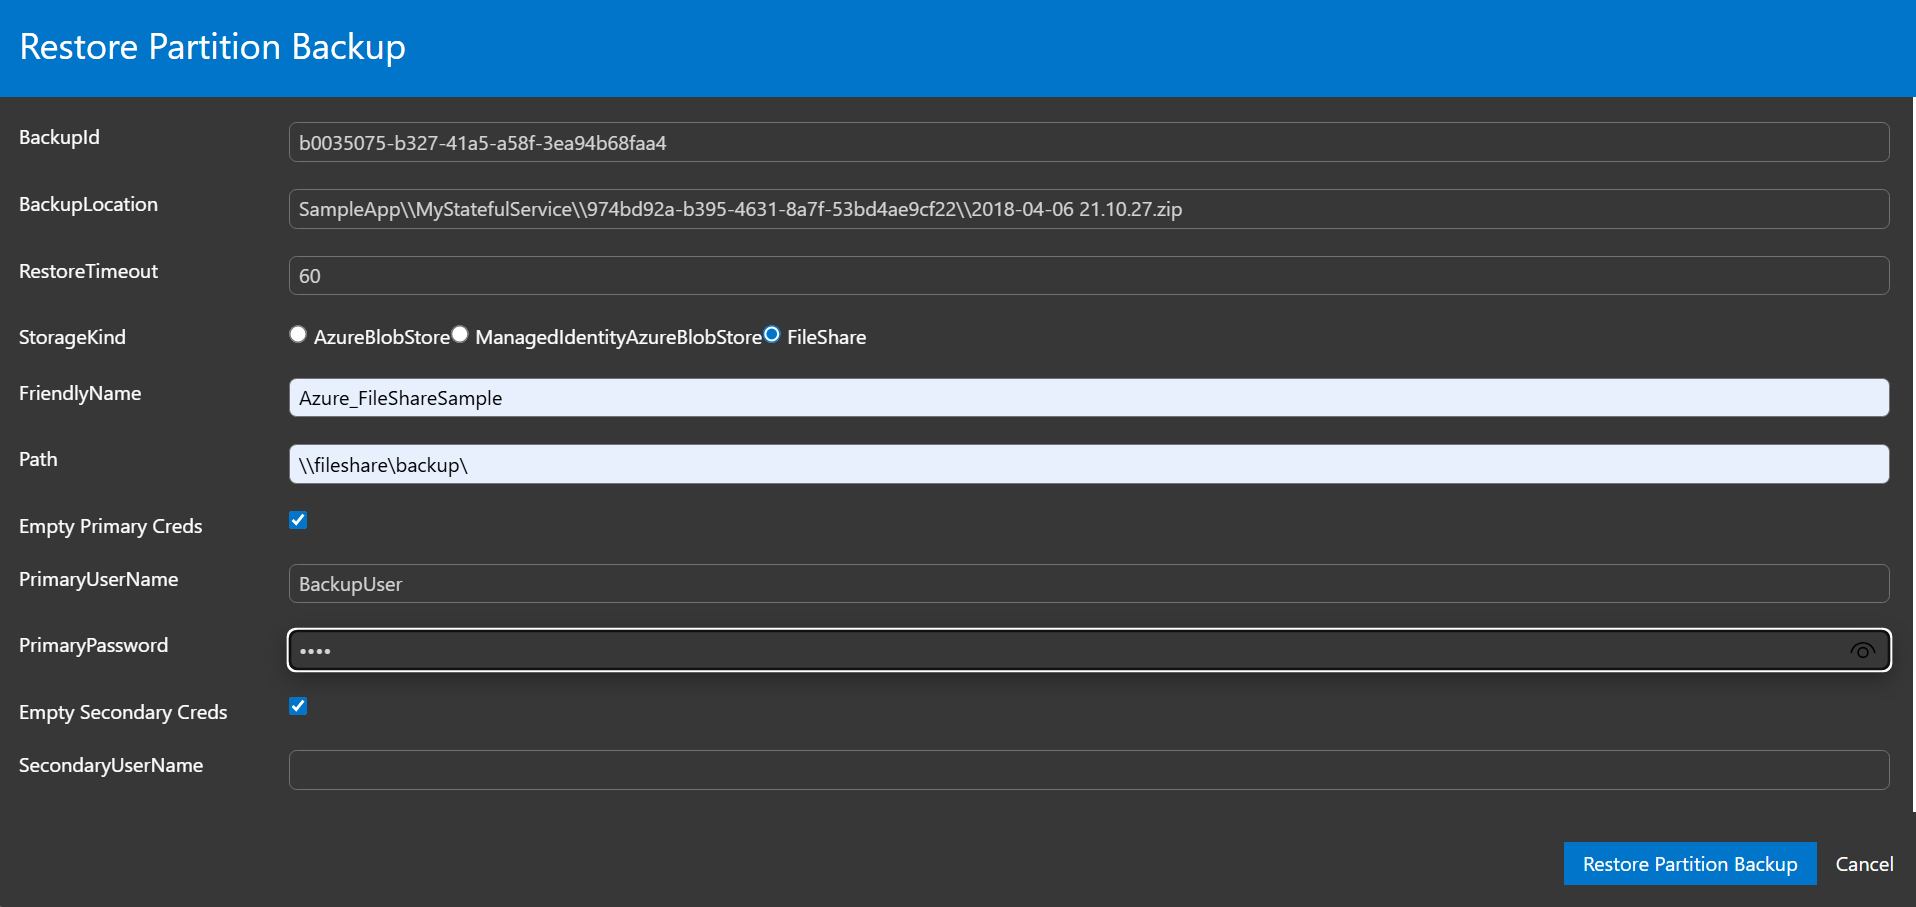 Restore Partition Backup
BackupId
b0035075-b327-41a5-a58f-3ea94b68faa4
BackupLocation
SampleApp\\MyStatefulService\\974bd92a-b395-4631-8a7f-53bd4ae9cf22\\2018-04-06 21.10.27.zip
RestoreTimeout
60
StorageKind
AzureBlobStore ManagedIdentityAzureBlobStore FileShare
FriendlyName
Azure_FileShareSample
Path
\\fileshare\backup\
Empty Primary Creds
PrimaryUserName
BackupUser
PrimaryPassword
••••
Empty Secondary Creds
SecondaryUserName
Restore Partition Backup
Cancel